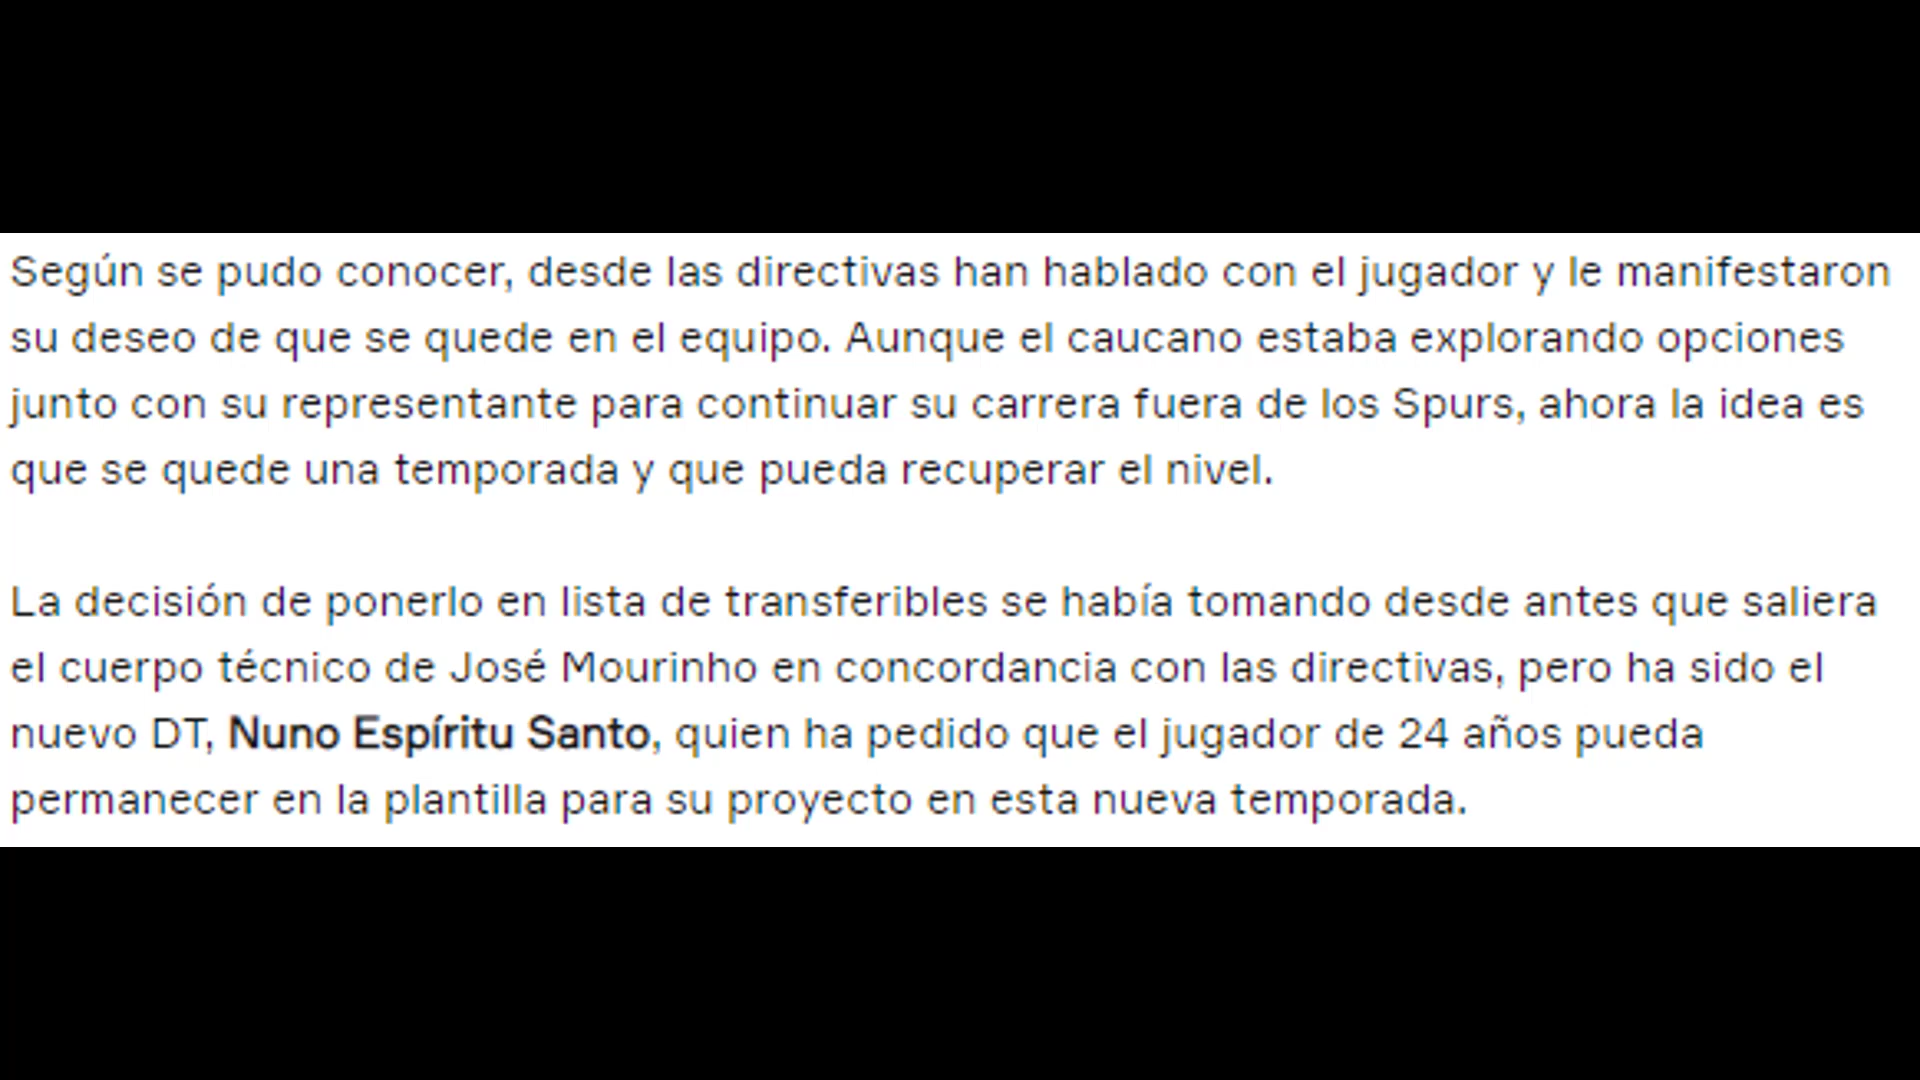 Según se pudo conocer, desde las directivas han hablado con el jugador y le manifestaron
su deseo de que se quede en el equipo. Aunque el caucano estaba explorando opciones
junto con su representante para continuar su carrera fuera de los Spurs, ahora la idea es
que se quede una temporada y que pueda recuperar el nivel.
La decisión de ponerlo en lista de transferibles se había tomando desde antes que saliera
el cuerpo técnico de José Mourinho en concordancia con las directivas, pero ha sido el
nuevo DT, Nuno Espíritu Santo, quien ha pedido que el jugador de 24 años pueda
permanecer en la plantilla para su proyecto en esta nueva temporada.